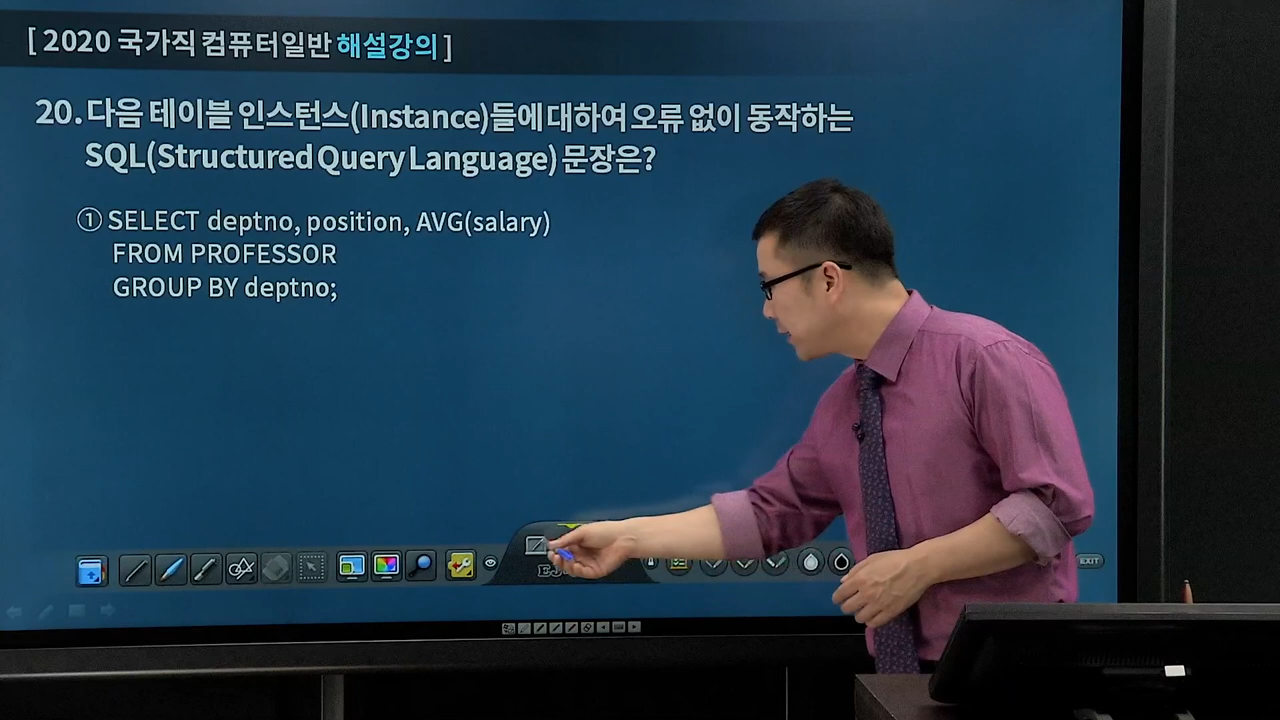 [ 2020 국가직 컴퓨터일반 해설강의 ]
20. 다음 테이블 인스턴스(Instance)들에 대하여 오류 없이 동작하는
SQL(Structured Query Language) 문장은?
① SELECT deptno, position, AVG(salary)
FROM PROFESSOR
GROUP BY deptno;
EXIT